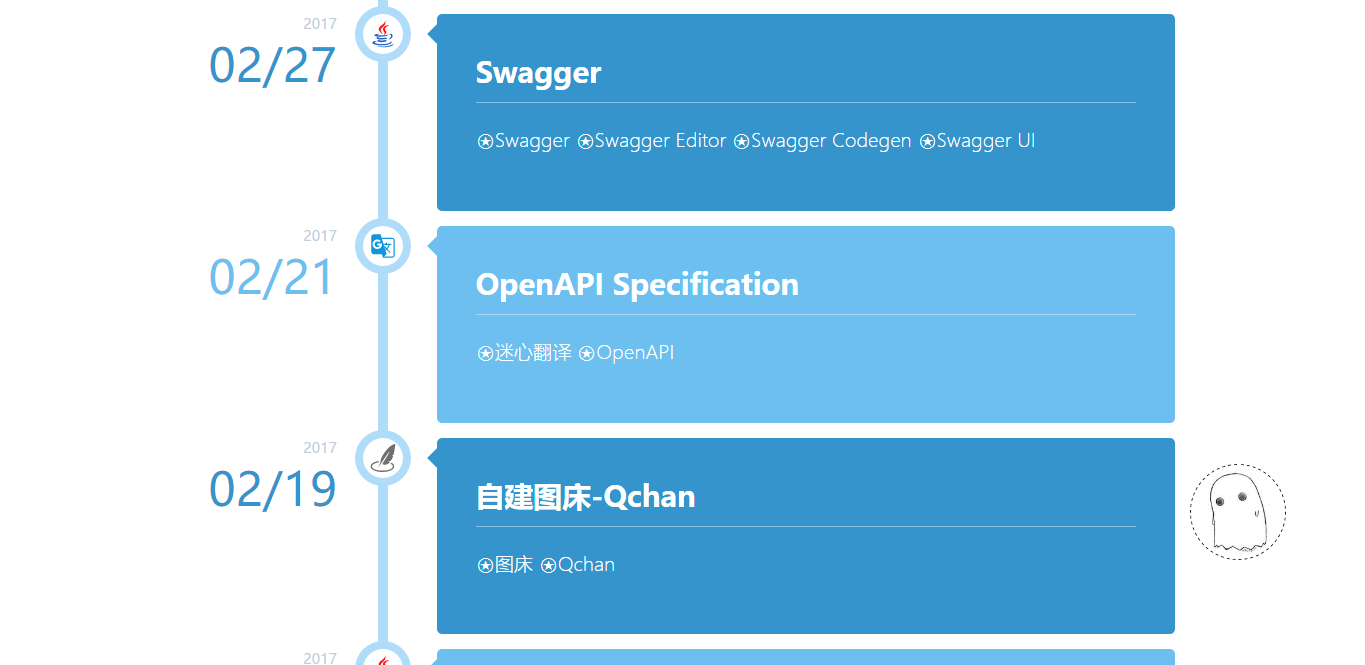 2017
02/27
Swagger
✪Swagger ✪Swagger Editor ✪Swagger Codegen ✪Swagger UI
2017
02/21
OpenAPI Specification
✪迷心翻译 ✪OpenAPI
2017
02/19
自建图床-Qchan
✪图床 ✪Qchan
2017